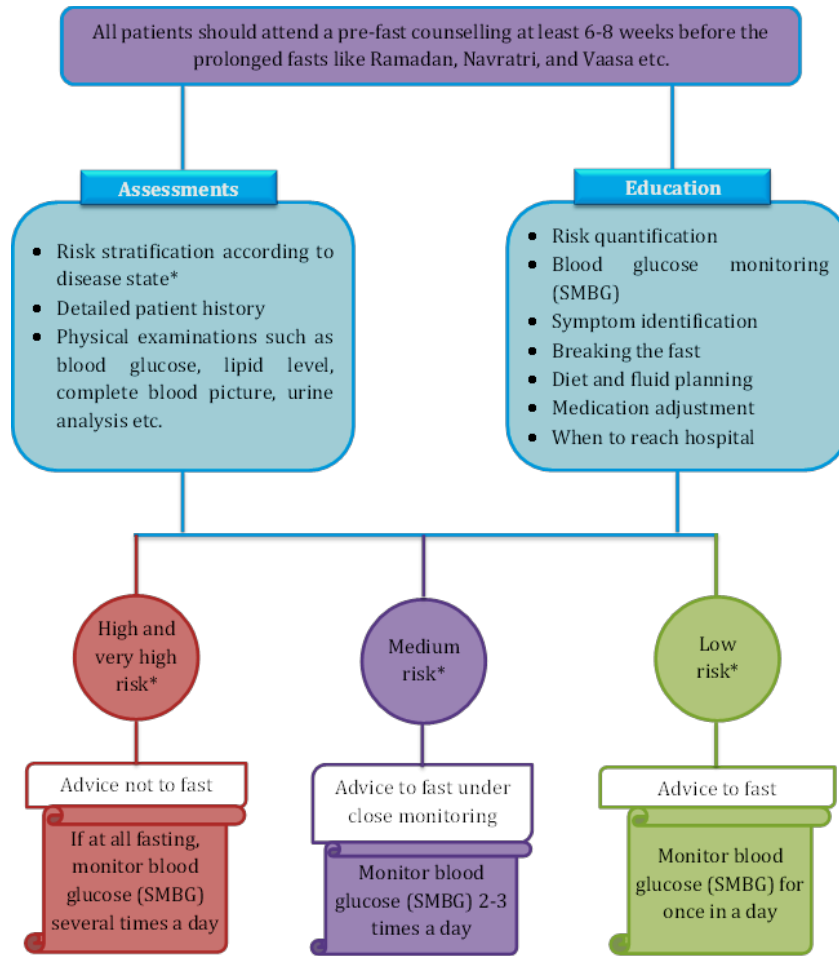 All patients should attend a pre-fast counselling at least 6-8 weeks before the
prolonged fasts like Ramadan, Navratri, and Vaasa etc.
Assessments
• Risk stratification according to
disease state*
• Detailed patient history
• Physical examinations such as
blood glucose, lipid level,
complete blood picture, urine
analysis etc.
Education
• Risk quantification
• Blood glucose monitoring
(SMBG)
• Symptom identification
• Breaking the fast
• Diet and fluid planning
• Medication adjustment
• When to reach hospital
High and
very high
risk*
Advice not to fast
If at all fasting,
monitor blood
glucose (SMBG)
several times a day
Medium
risk*
Advice to fast under
close monitoring
Monitor blood
glucose (SMBG) 2-3
times a day
Low
risk*
Advice to fast
Monitor blood
glucose (SMBG) for
once in a day